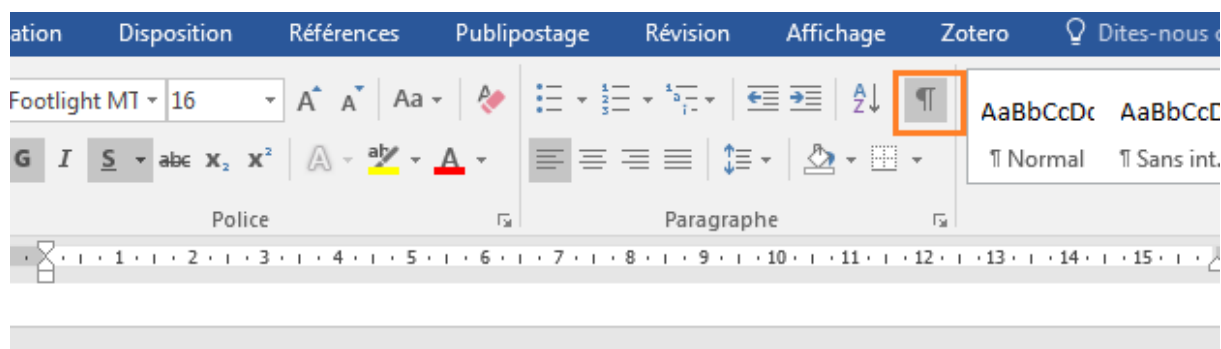 ation Disposition Références Publipostage Révision Affichage Zotero Dites-nous
Footlight MT 16 A A Aa ¶ AaBbCcDc AaBbCcD
G I S abc X₂ X² A aby A ¶ Normal ¶ Sans int.
Police Paragraphe
1 2 3 4 5 6 7 8 9 10 11 12 13 14 15